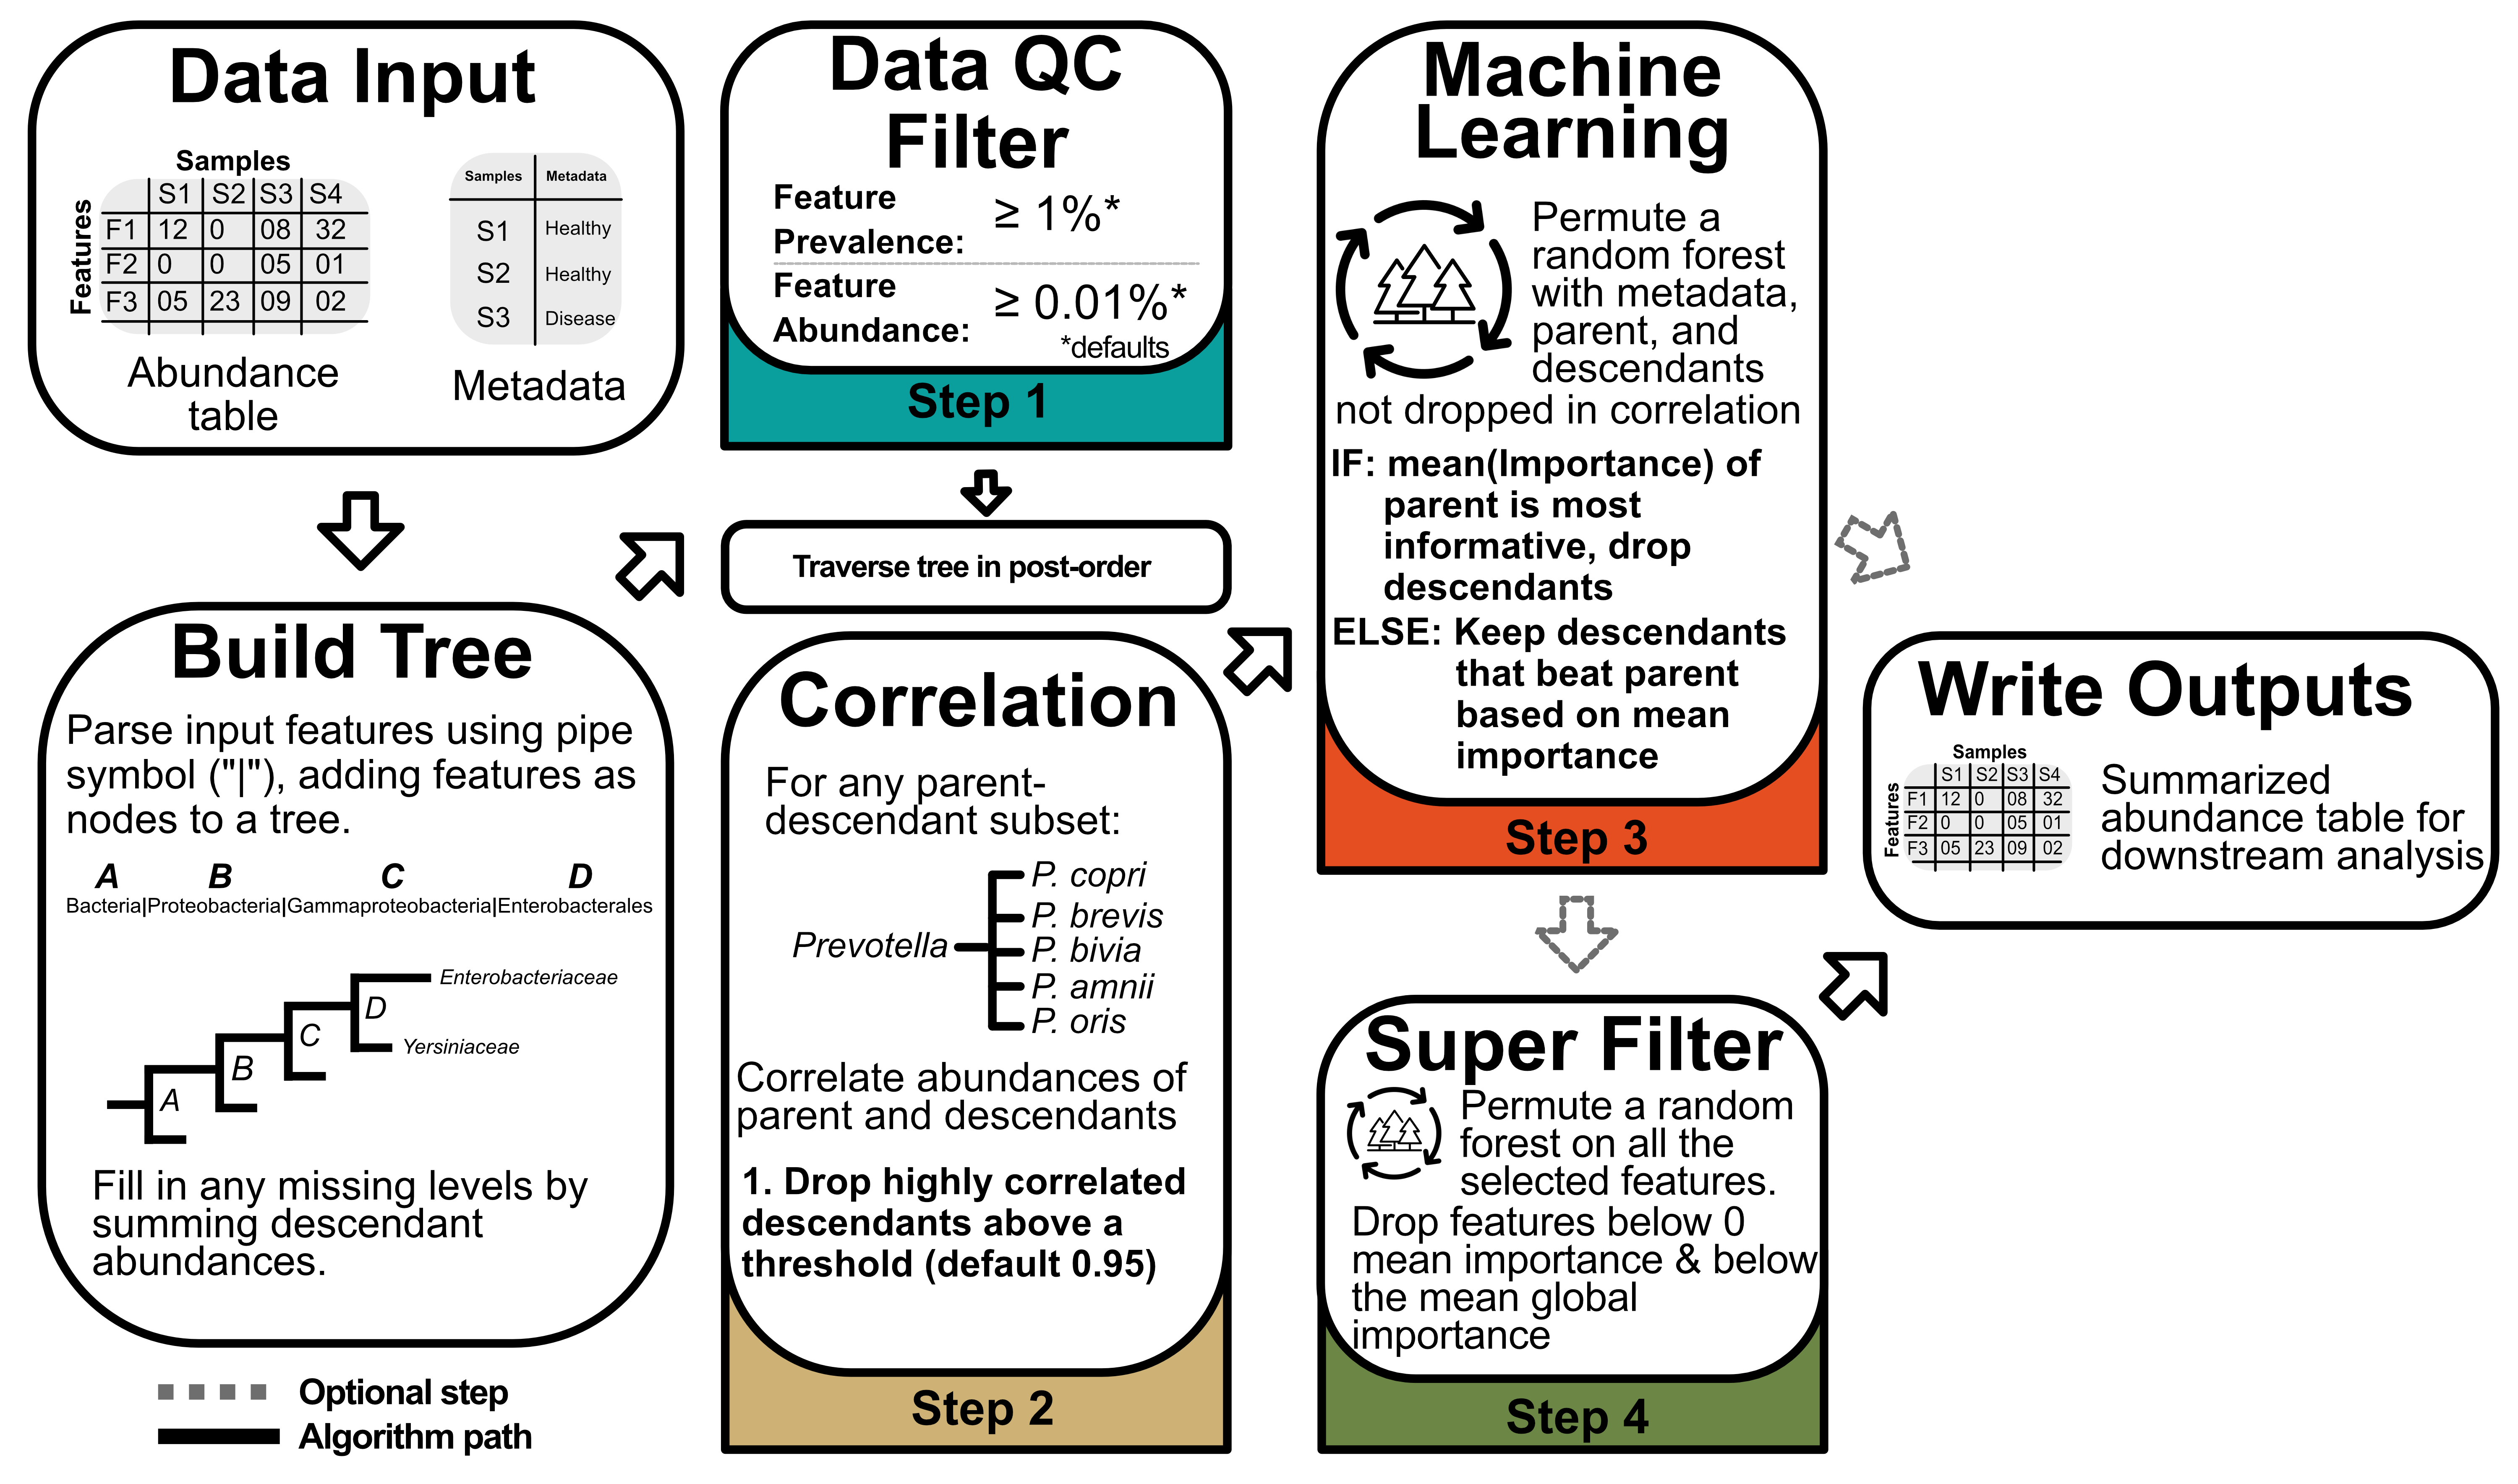 Data Input
Samples
Features
S1 S2 S3 S4
F1 12 0 08 32
F2 0 0 05 01
F3 05 23 09 02
Abundance
table
Samples Metadata
S1 Healthy
S2 Healthy
S3 Disease
Metadata
Build Tree
Parse input features using pipe
symbol ("|"), adding features as
nodes to a tree.
A B C D
Bacteria|Proteobacteria|Gammaproteobacteria|Enterobacterales
Enterobacteriaceae
D
C
Yersiniaceae
B
A
Fill in any missing levels by
summing descendant
abundances.
Optional step
Algorithm path
Data QC
Filter
Feature
Prevalence: ≥ 1%*
Feature
Abundance: ≥ 0.01%*
*defaults
Step 1
Traverse tree in post-order
Correlation
For any parent-
descendant subset:
P. copri
P. brevis
Prevotella P. bivia
P. amnii
P. oris
Correlate abundances of
parent and descendants
1. Drop highly correlated
descendants above a
threshold (default 0.95)
Step 2
Machine
Learning
Permute a
random forest
with metadata,
parent, and
descendants
not dropped in correlation
IF: mean(Importance) of
parent is most
informative, drop
descendants
ELSE: Keep descendants
that beat parent
based on mean
importance
Step 3
Super Filter
Permute a random
forest on all the
selected features.
Drop features below 0
mean importance & below
the mean global
importance
Step 4
Write Outputs
Samples
Features
S1 S2 S3 S4
F1 12 0 08 32
F2 0 0 05 01
F3 05 23 09 02
Summarized
abundance table for
downstream analysis